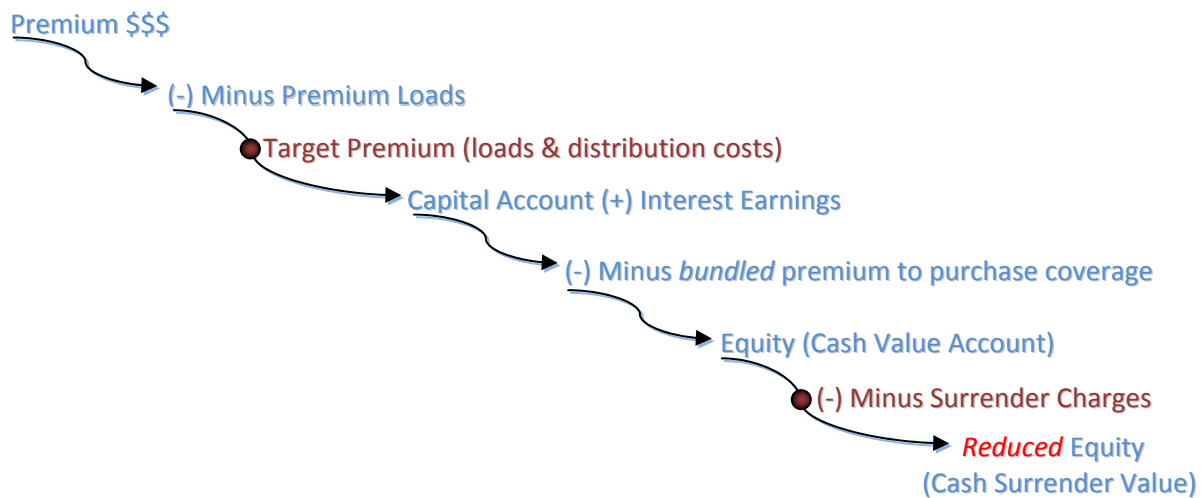 Premium $$$
(-) Minus Premium Loads
Target Premium (loads & distribution costs)
Capital Account (+) Interest Earnings
(-) Minus bundled premium to purchase coverage
Equity (Cash Value Account)
(-) Minus Surrender Charges
Reduced Equity
(Cash Surrender Value)